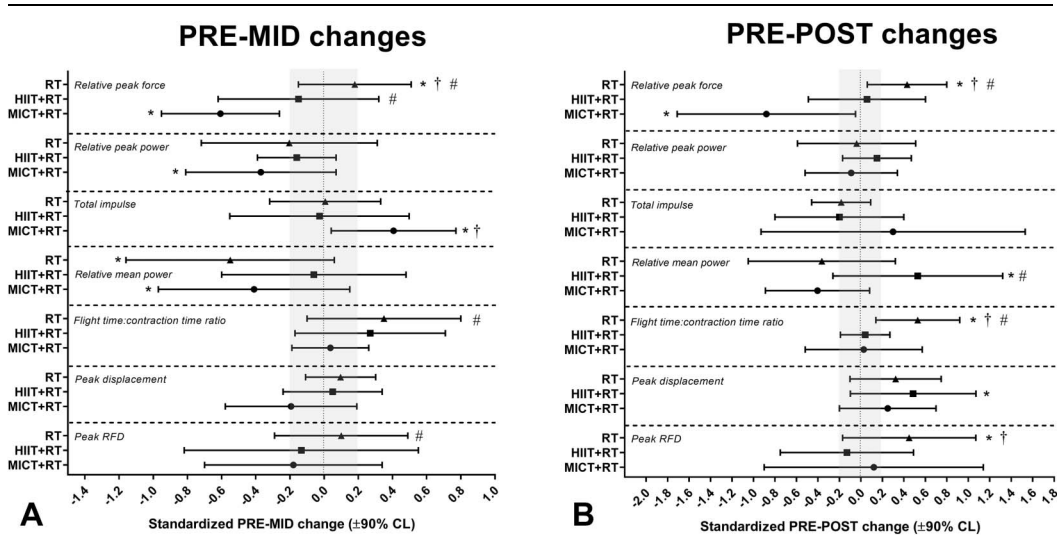 PRE-MID changes
RT
Relative peak force
* † #
HIIT+RT
#
MICT+RT
*
RT
Relative peak power
HIIT+RT
MICT+RT
*
RT
Total impulse
HIIT+RT
MICT+RT
* †
RT
*
HIIT+RT
Relative mean power
MICT+RT
*
RT
Flight time:contraction time ratio
#
HIIT+RT
MICT+RT
RT
Peak displacement
HIIT+RT
MICT+RT
RT
Peak RFD
#
HIIT+RT
MICT+RT
-1.4 -1.2 -1.0 -0.8 -0.6 -0.4 -0.2 0.0 0.2 0.4 0.6 0.8 1.0
A
Standardized PRE-MID change (±90% CL)
PRE-POST changes
RT
Relative peak force
* † #
HIIT+RT
MICT+RT
*
RT
Relative peak power
HIIT+RT
MICT+RT
RT
Total impulse
HIIT+RT
MICT+RT
RT
Relative mean power
HIIT+RT
* #
MICT+RT
RT
Flight time:contraction time ratio
* † #
HIIT+RT
MICT+RT
RT
Peak displacement
HIIT+RT
*
MICT+RT
RT
Peak RFD
* †
HIIT+RT
MICT+RT
-2.0 -1.8 -1.6 -1.4 -1.2 -1.0 -0.8 -0.6 -0.4 -0.2 0.0 0.2 0.4 0.6 0.8 1.0 1.2 1.4 1.6 1.8
B
Standardized PRE-POST change (±90% CL)